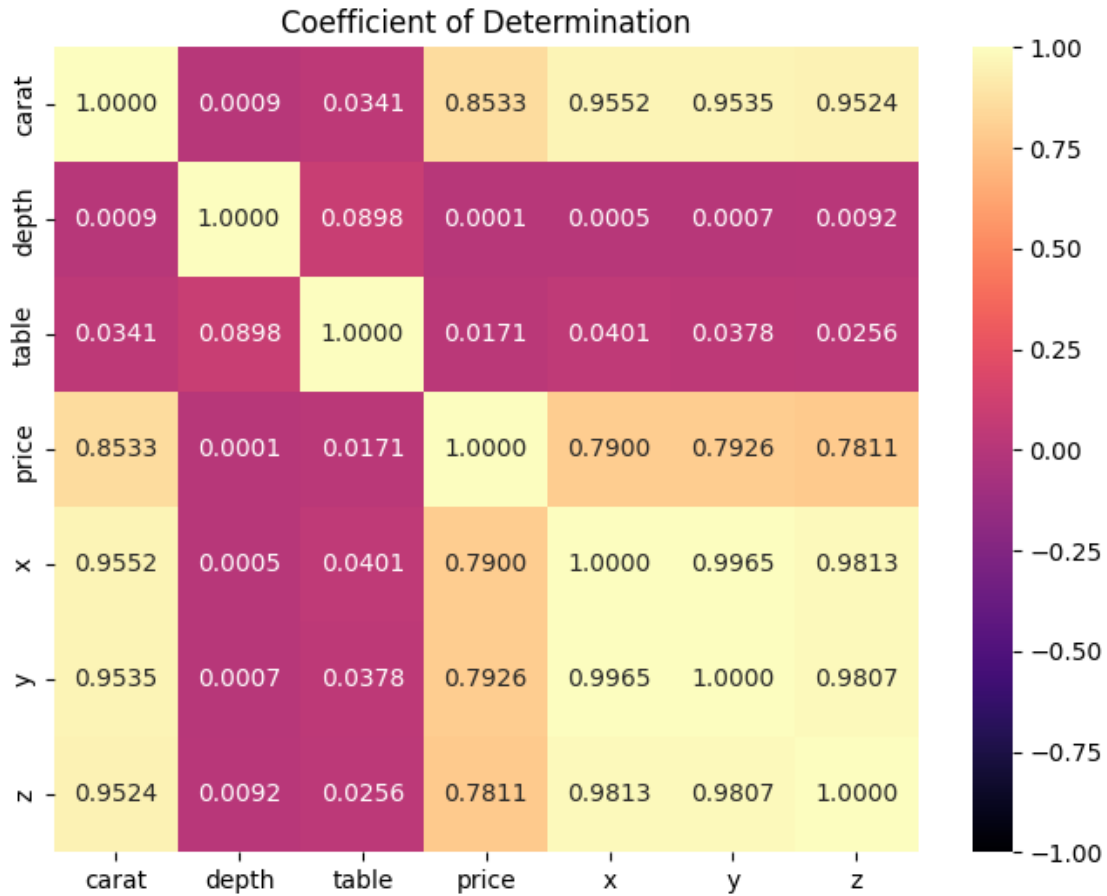 Coefficient of Determination
carat 1.0000 0.0009 0.0341 0.8533 0.9552 0.9535 0.9524
depth 0.0009 1.0000 0.0898 0.0001 0.0005 0.0007 0.0092
table 0.0341 0.0898 1.0000 0.0171 0.0401 0.0378 0.0256
price 0.8533 0.0001 0.0171 1.0000 0.7900 0.7926 0.7811
x 0.9552 0.0005 0.0401 0.7900 1.0000 0.9965 0.9813
y 0.9535 0.0007 0.0378 0.7926 0.9965 1.0000 0.9807
z 0.9524 0.0092 0.0256 0.7811 0.9813 0.9807 1.0000
carat depth table price x y z
1.00
0.75
0.50
0.25
0.00
−0.25
−0.50
−0.75
−1.00